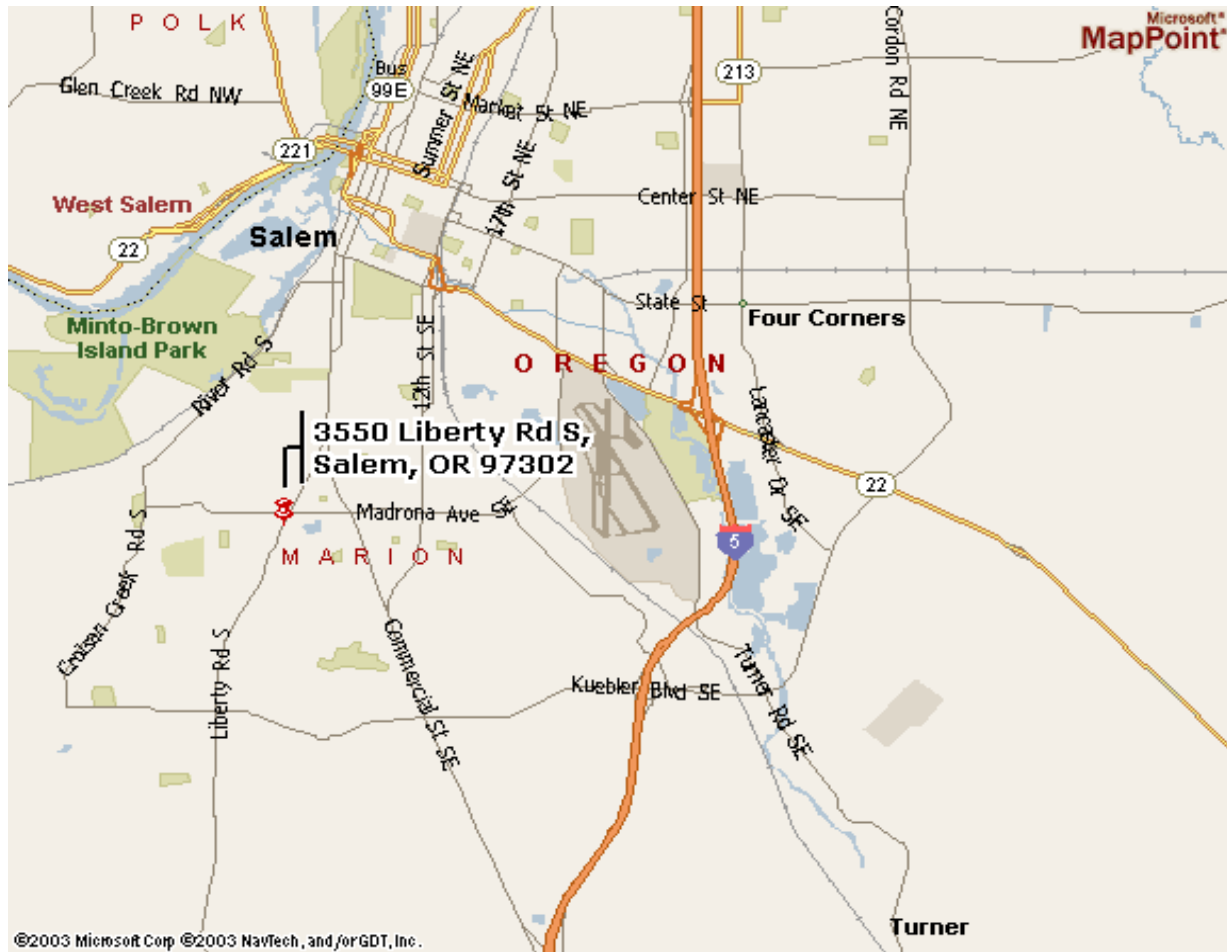 P O L K
Microsoft®
MapPoint®
Gordon Rd NE
213
Bus
99E
Glen Creek Rd NW
Summer St NE
Market St NE
221
17th St NE
Center St NE
West Salem
Salem
22
State St
Four Corners
Minto-Brown
Island Park
River Rd S
12th St SE
O R E G O N
Lancaster Dr SE
3550 Liberty Rd S,
Salem, OR 97302
22
Madrona Ave SE
5
M A R I O N
Croisan Creek Rd S
Liberty Rd S
Commercial St SE
Kuebler Blvd SE
Turner Rd SE
Turner
©2003 Microsoft Corp ©2003 NavTech, and/or GDT, Inc.